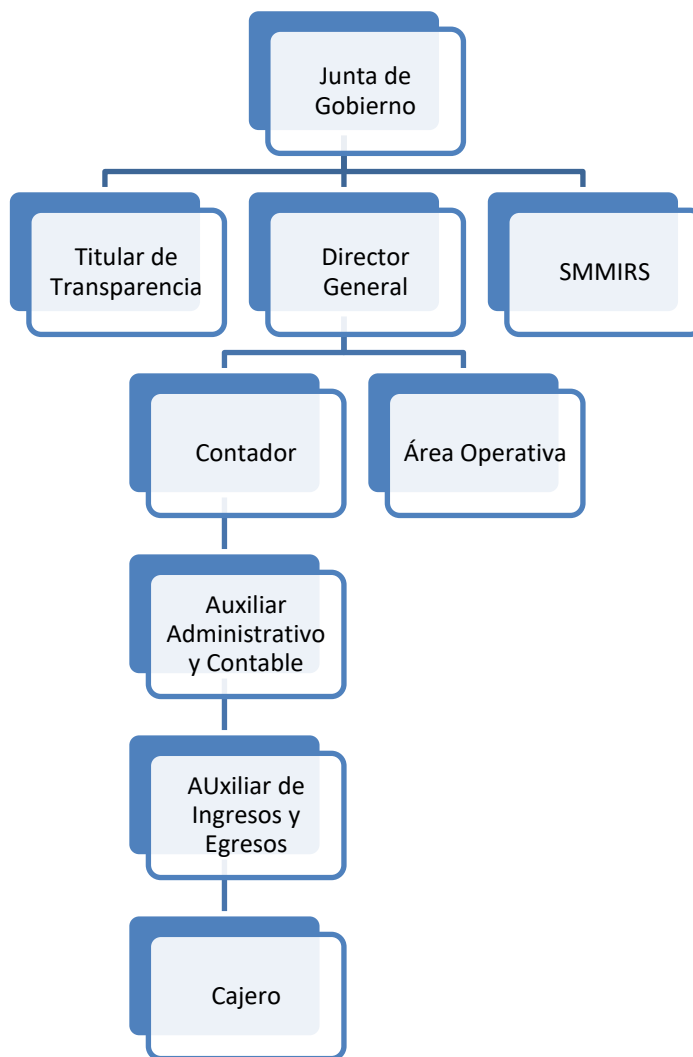 Junta de
Gobierno
Titular de
Transparencia
Director
General
SMMIRS
Contador
Área Operativa
Auxiliar
Administrativo
y Contable
AUxiliar de
Ingresos y
Egresos
Cajero